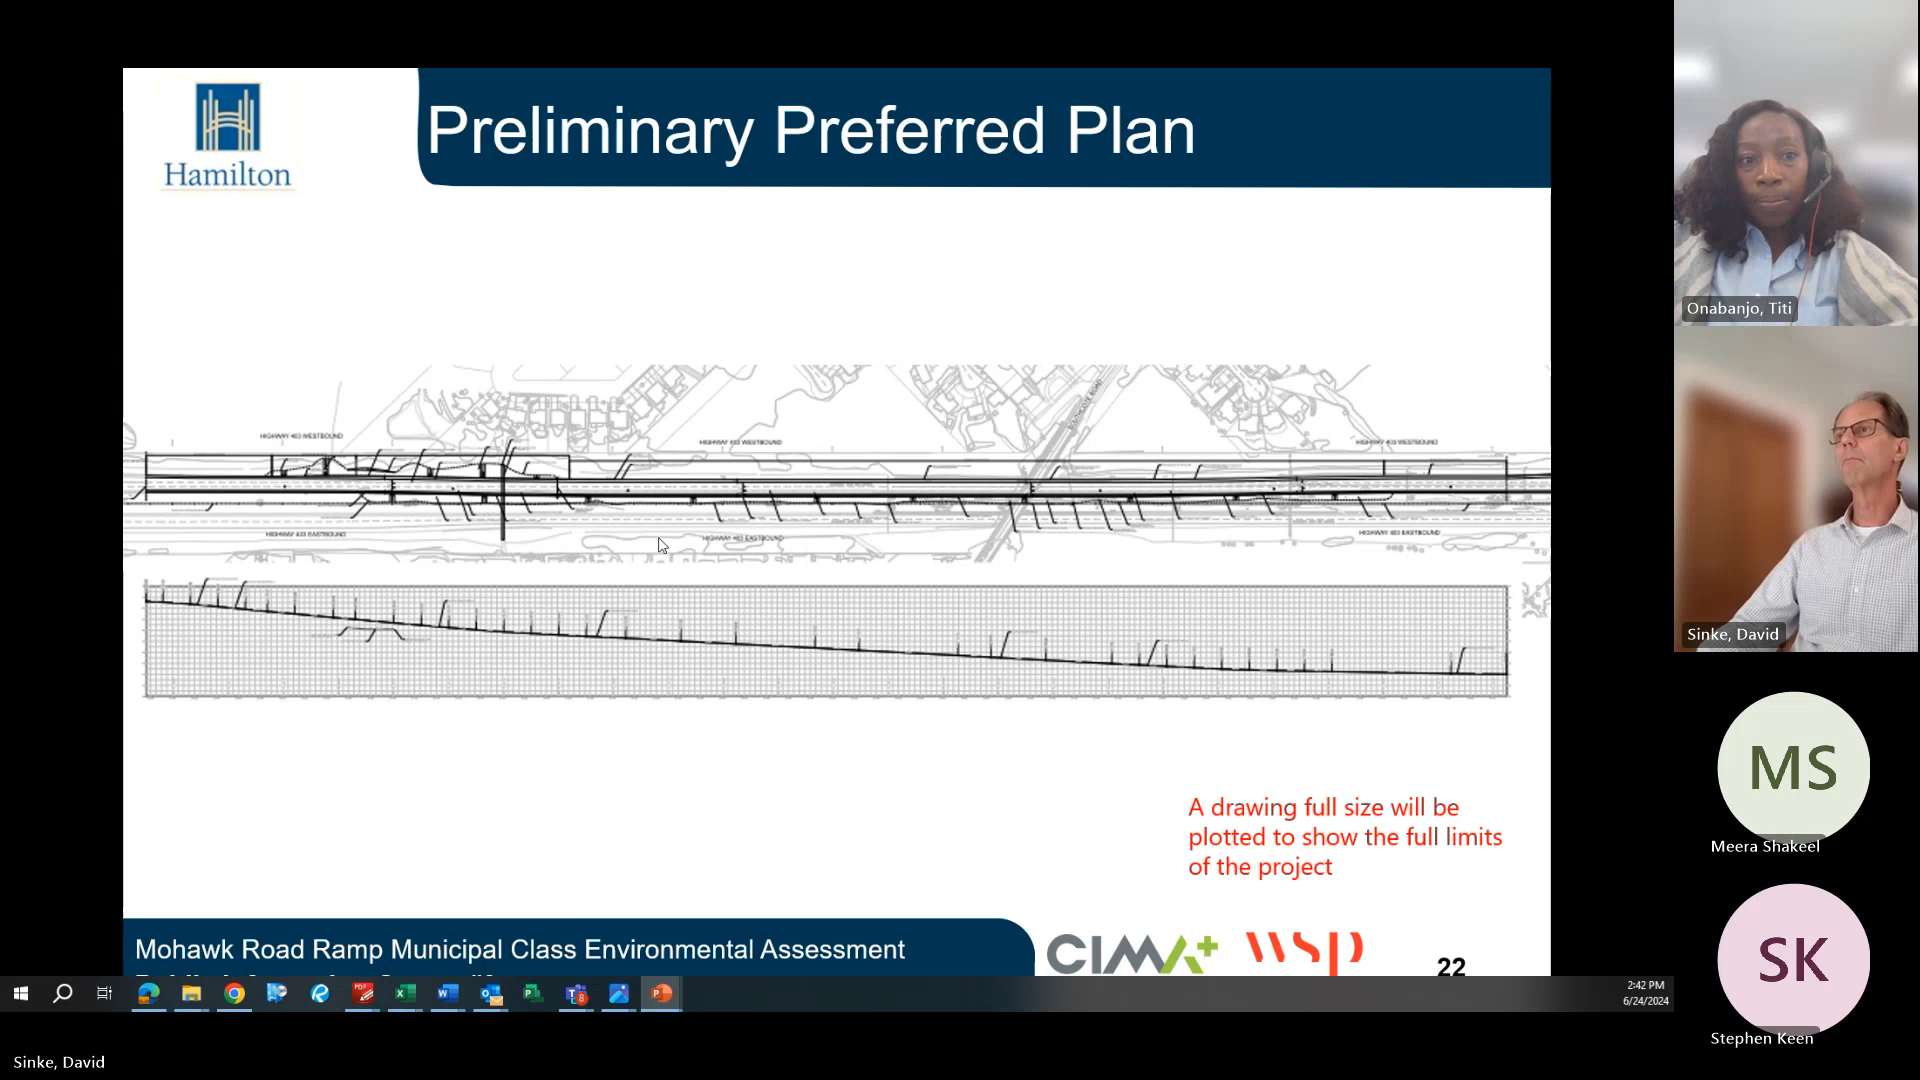 Hamilton
Preliminary Preferred Plan
HIGHWAY 403 WESTBOUND
HIGHWAY 403 WESTBOUND
HIGHWAY 403 WESTBOUND
SOUTHCOTE ROAD
HIGHWAY 403 EASTBOUND
HIGHWAY 403 EASTBOUND
HIGHWAY 403 EASTBOUND
A drawing full size will be
plotted to show the full limits
of the project
Mohawk Road Ramp Municipal Class Environmental Assessment
CIMA+
wsp
22
2:42 PM
6/24/2024
Onabanjo, Titi
Sinke, David
MS
Meera Shakeel
SK
Stephen Keen
Sinke, David